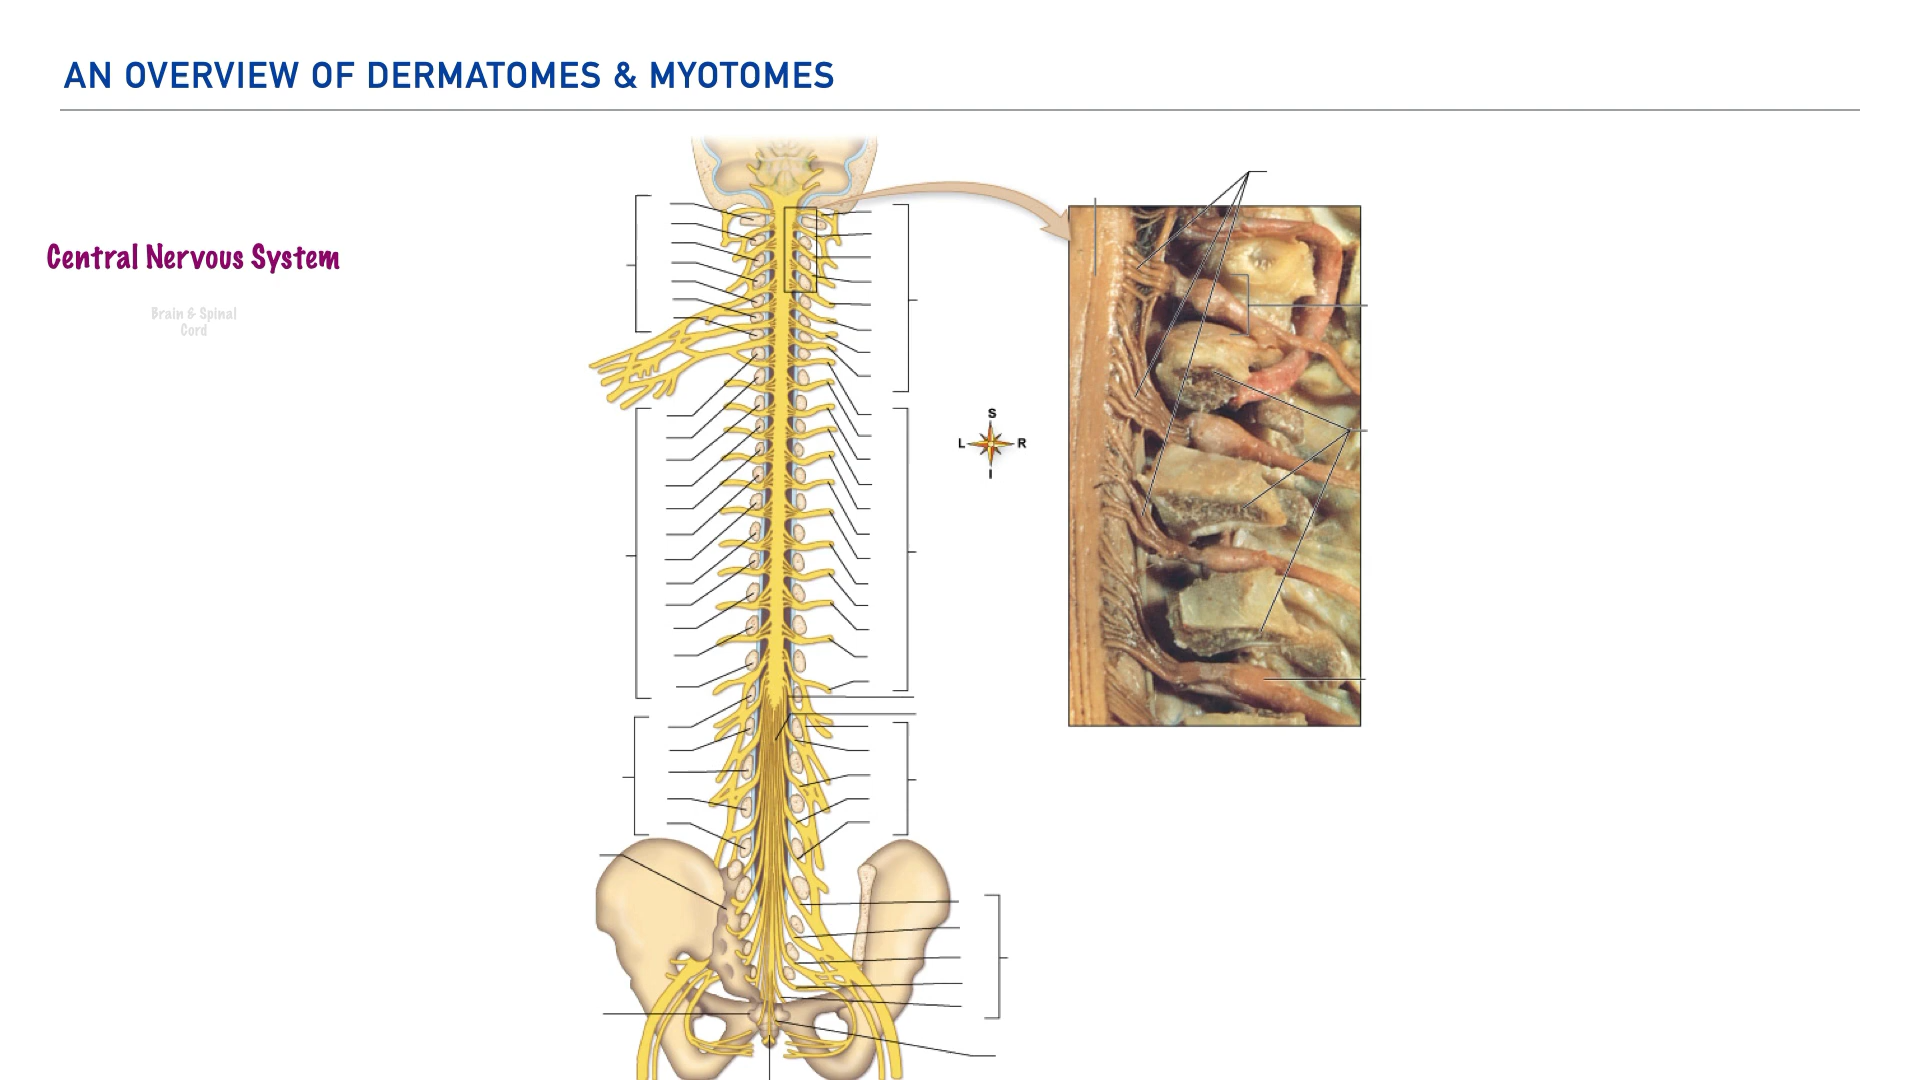 AN OVERVIEW OF DERMATOMES & MYOTOMES
Central Nervous System
Brain & Spinal
Cord
S
L R
I